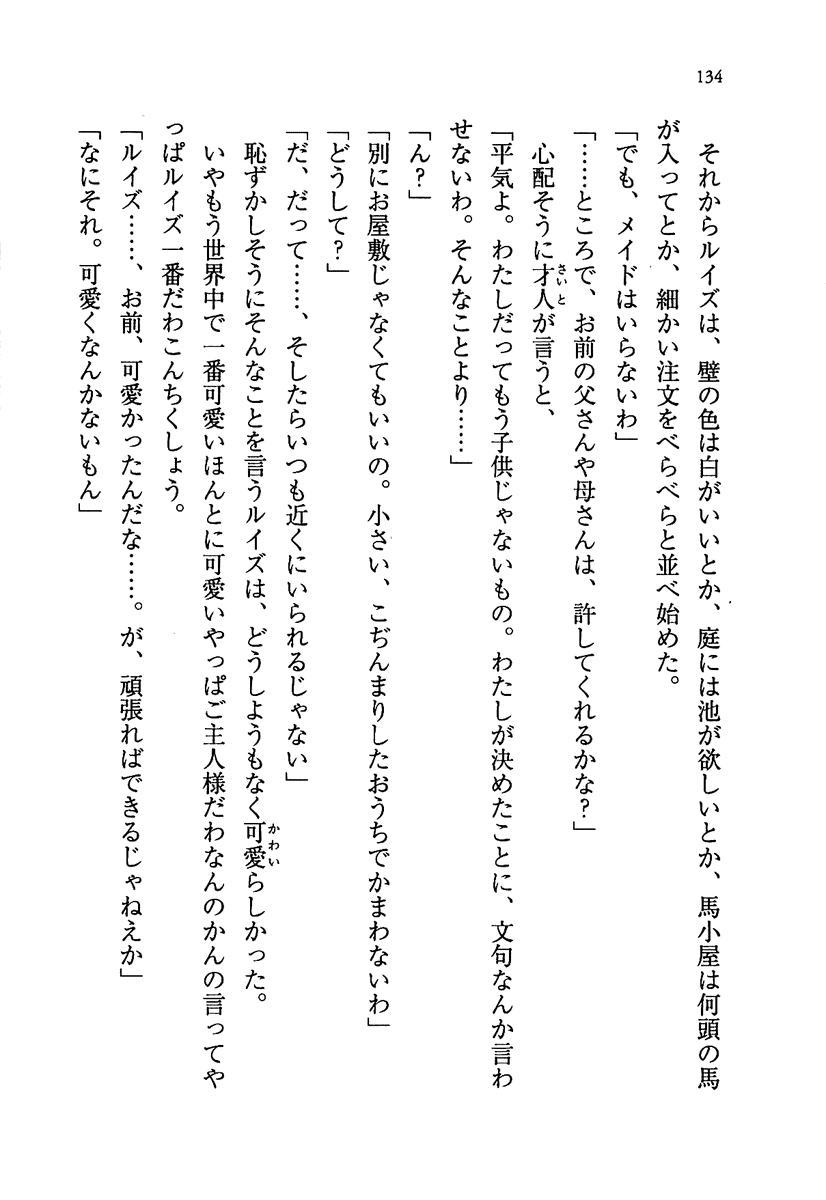 134
それからルイズは、壁の色は白がいいとか、庭には池が欲しいとか、馬小屋は何頭の馬
が入ってとか、細かい注文をべらべらと並べ始めた。
「でも、メイドはいらないわ」
「……ところで、お前の父さんや母さんは、許してくれるかな?」
心配そうに才人が言うと、
「平気よ。わたしだってもう子供じゃないもの。わたしが決めたことに、文句なんか言わ
せないわ。そんなことより……」
「ん?」
「別にお屋敷じゃなくてもいいの。小さい、こぢんまりしたおうちでかまわないわ」
「どうして?」
「だ、だって……、そしたらいつも近くにいられるじゃない」
恥ずかしそうにそんなことを言うルイズは、どうしようもなく可愛らしかった。
いやもう世界中で一番可愛いほんとに可愛いやっぱご主人様だわなんのかんの言ってや
っぱルイズ一番だわこんちくしょう。
「ルイズ……、お前、可愛かったんだな……。が、頑張ればできるじゃねえか」
「なにそれ。可愛くなんかないもん」